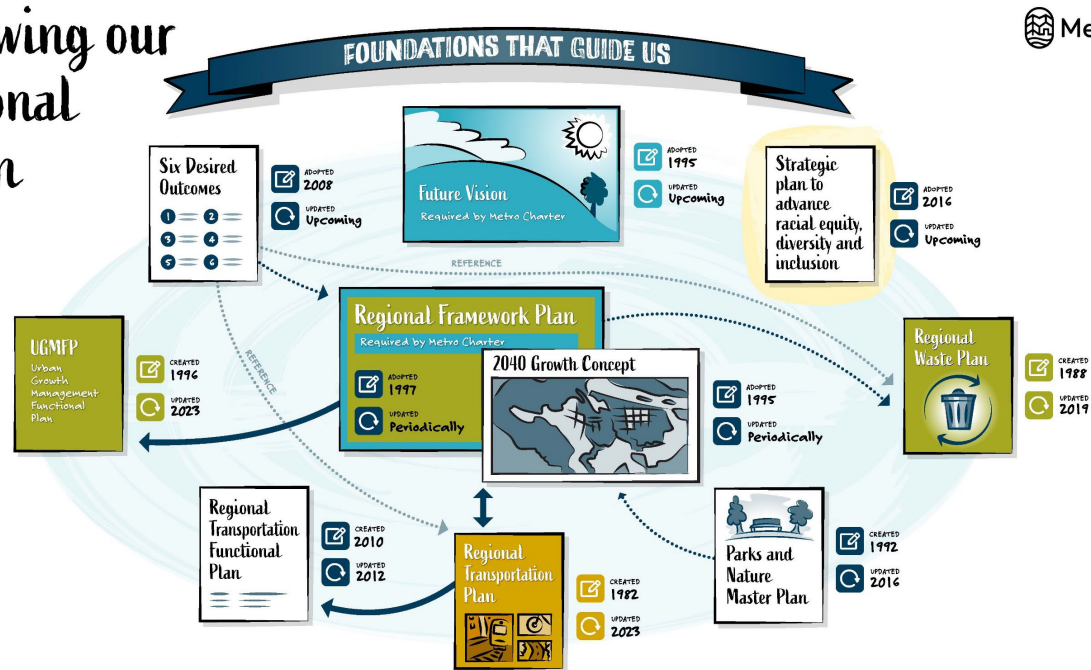 wing our
onal
n
FOUNDATIONS THAT GUIDE US
Me
Six Desired
Outcomes
1 2
3 4
5 6
ADOPTED
2008
UPDATED
Upcoming
Future Vision
Required by Metro Charter
ADOPTED
1995
UPDATED
Upcoming
Strategic
plan to
advance
racial equity,
diversity and
inclusion
ADOPTED
2016
UPDATED
Upcoming
REFERENCE
REFERENCE
UGMFP
Urban
Growth
Management
Functional
Plan
CREATED
1996
UPDATED
2023
Regional Framework Plan
Required by Metro Charter
ADOPTED
1997
UPDATED
Periodically
2040 Growth Concept
ADOPTED
1995
UPDATED
Periodically
Regional
Waste Plan
CREATED
1988
UPDATED
2019
Regional
Transportation
Functional
Plan
CREATED
2010
UPDATED
2012
Regional
Transportation
Plan
CREATED
1982
UPDATED
2023
Parks and
Nature
Master Plan
CREATED
1992
UPDATED
2016